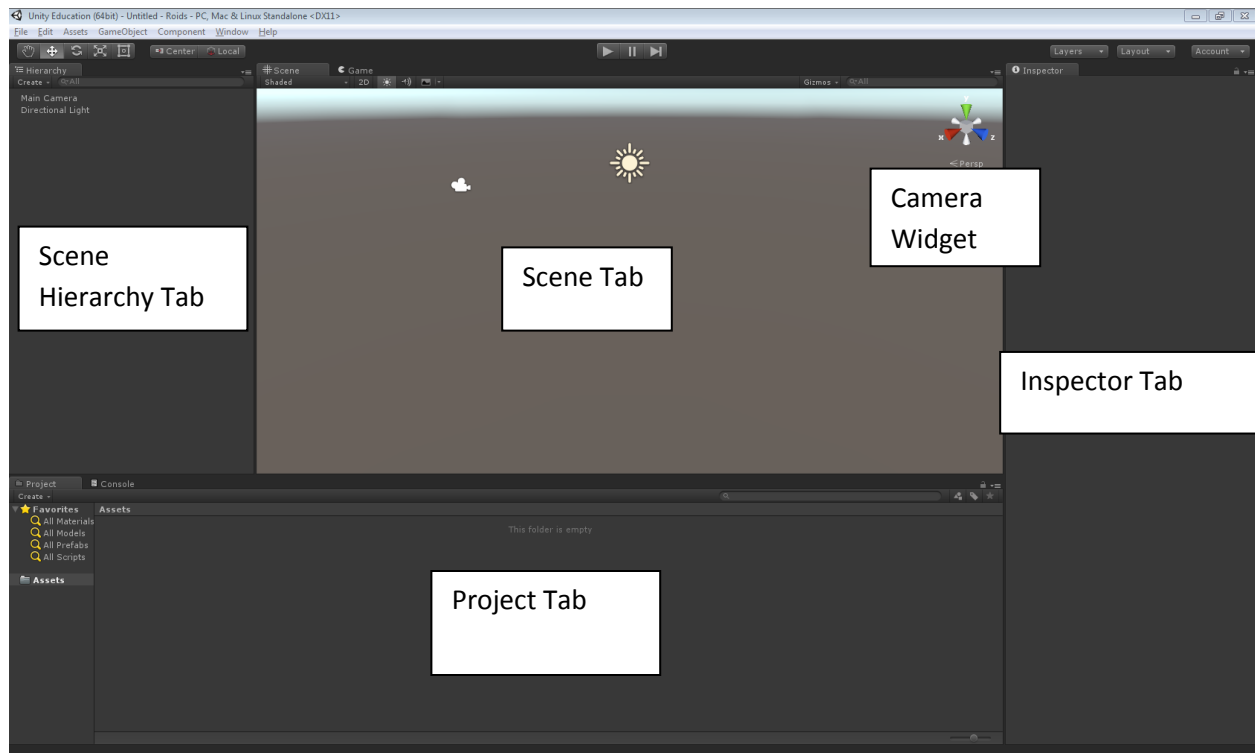 Unity Education (64bit) - Untitled - Roids - PC, Mac & Linux Standalone <DX11>
File Edit Assets GameObject Component Window Help
Center Local
Layers Layout Account
Hierarchy
Create All
Main Camera
Directional Light
Scene Game
Shaded 2D Gizmos All
y
x z
Persp
Inspector
Camera
Widget
Scene
Hierarchy Tab
Scene Tab
Inspector Tab
Project Console
Create
Favorites
All Materials
All Models
All Prefabs
All Scripts
Assets
Assets
This folder is empty
Project Tab